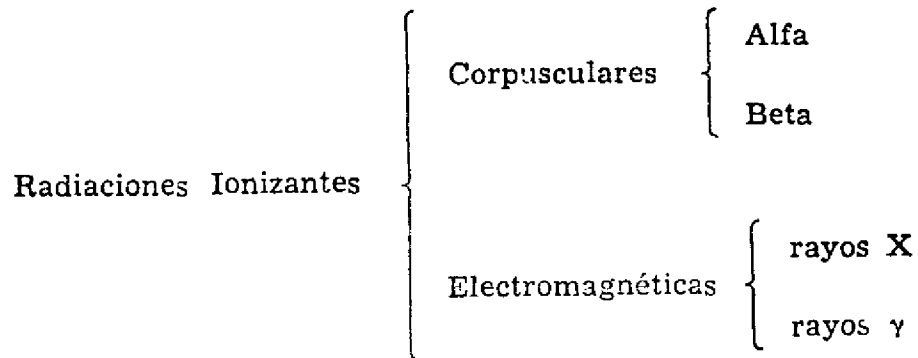 Radiaciones Ionizantes
Corpusculares
Alfa
Beta
Electromagnéticas
rayos X
rayos γ